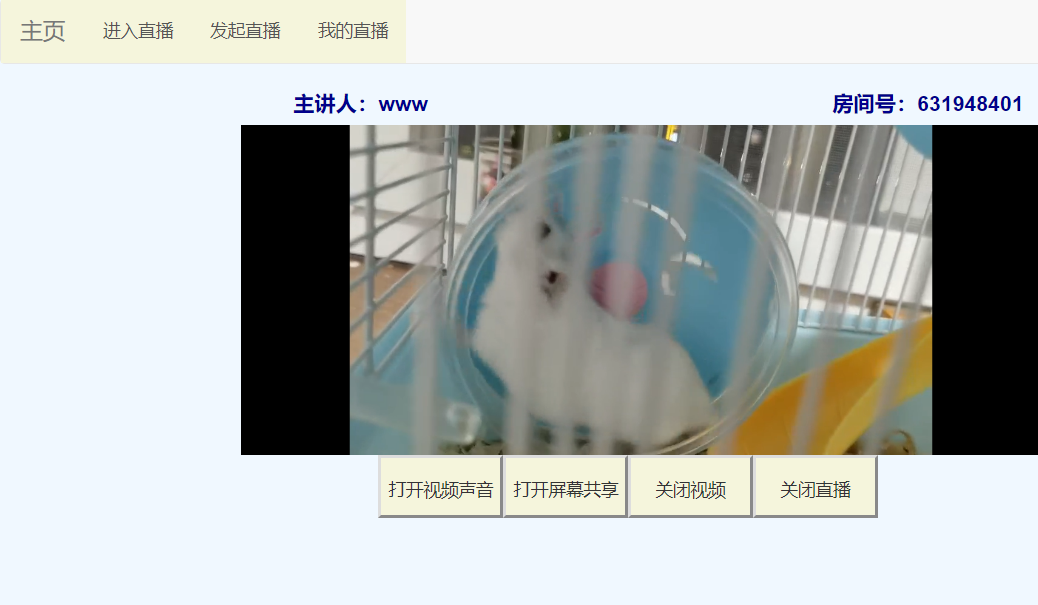 主页 进入直播 发起直播 我的直播
主讲人：www 房间号：631948401
打开视频声音 打开屏幕共享 关闭视频 关闭直播